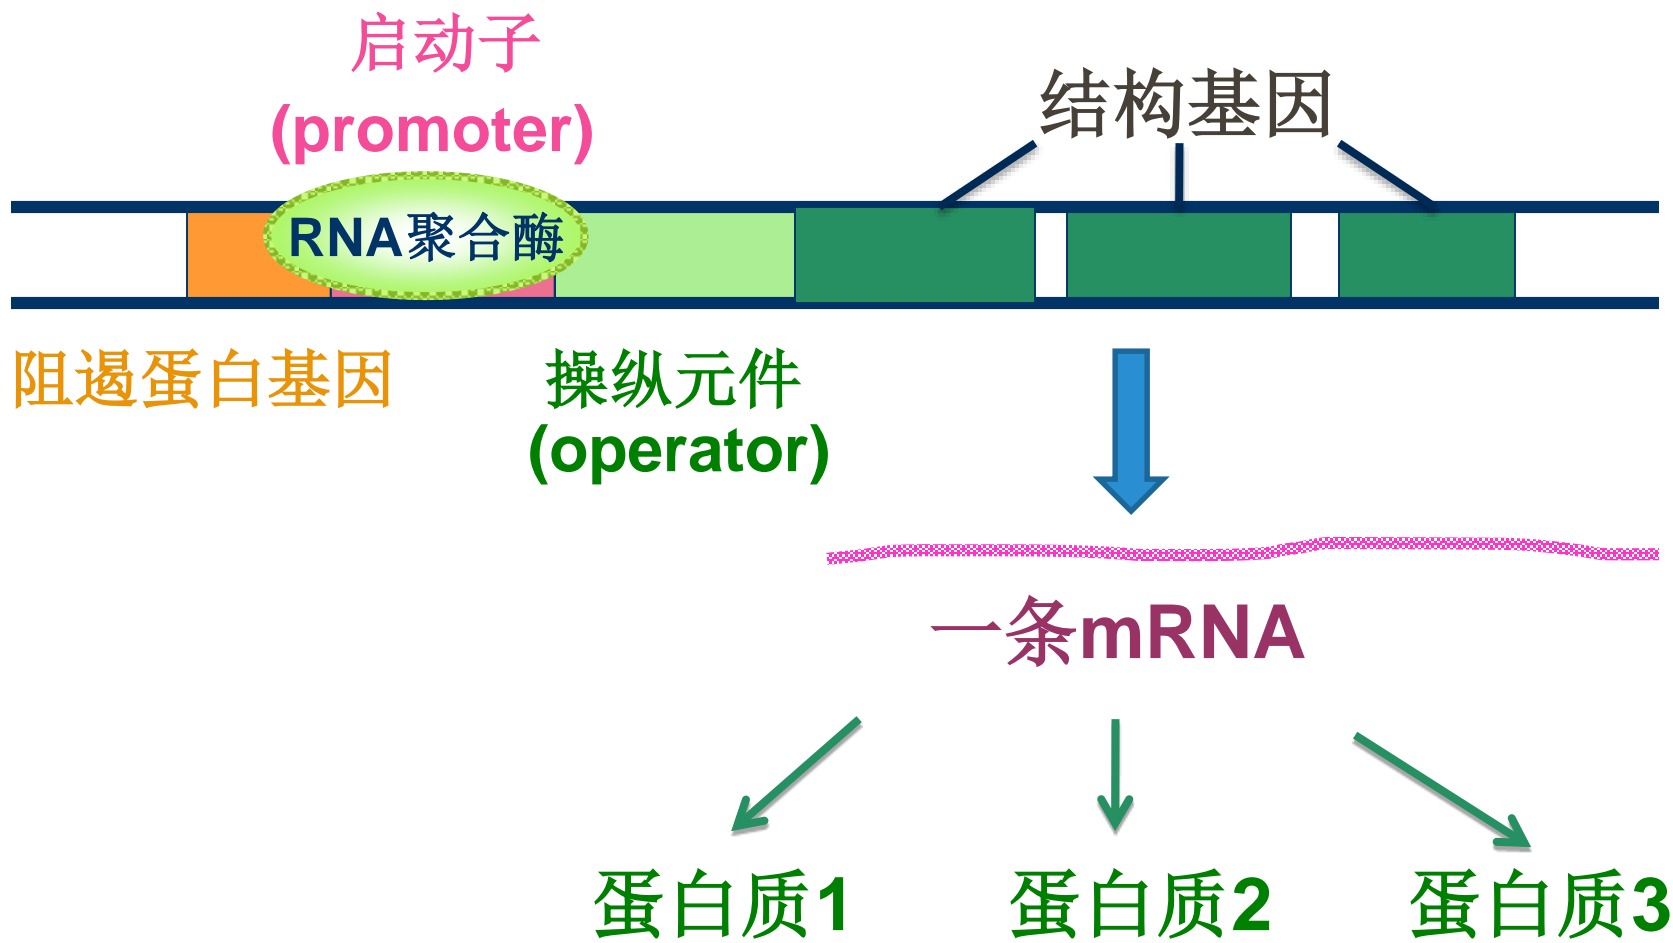 启动子
(promoter)
结构基因
RNA聚合酶
阻遏蛋白基因
操纵元件
(operator)
一条mRNA
蛋白质1
蛋白质2
蛋白质3